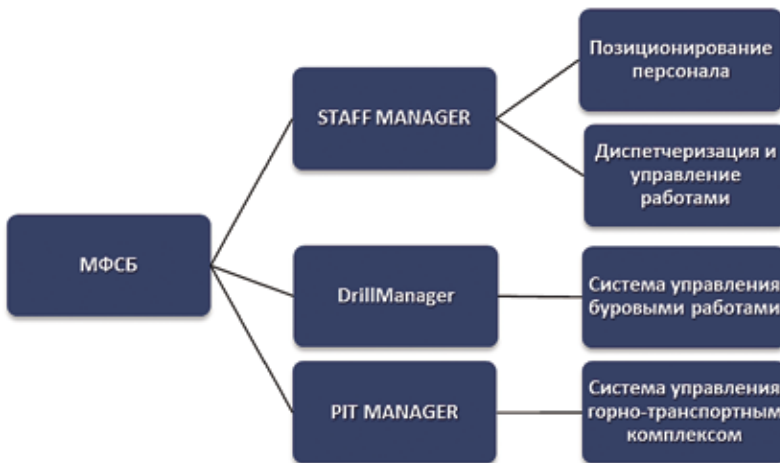 Позиционирование
персонала
STAFF MANAGER
Диспетчеризация и
управление
работами
МФСБ
DrillManager
Система управления
буровыми работами
PIT MANAGER
Система управления
горно-транспортным
комплексом